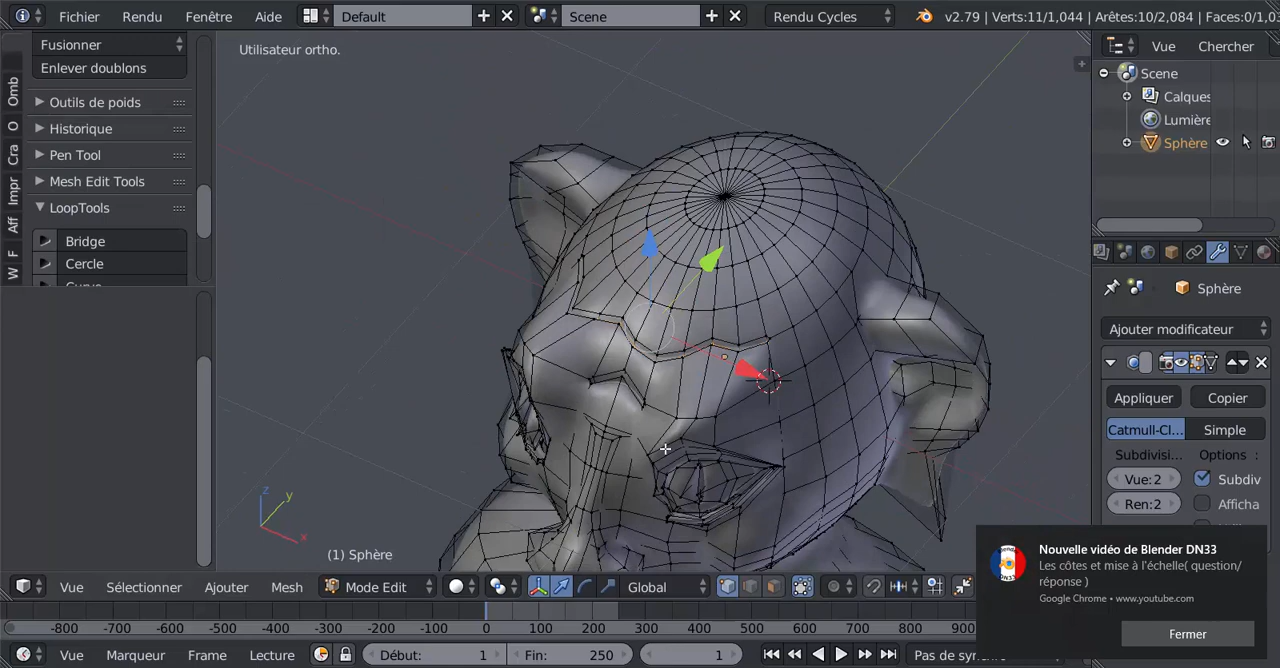 Fichier Rendu Fenêtre Aide Default Scene Rendu Cycles v2.79 | Verts:11/1,044 | Arêtes:10/2,084 | Faces:0/1,03
Fusionner
Enlever doublons
Outils de poids
Historique
Pen Tool
Mesh Edit Tools
LoopTools
Bridge
Cercle
Omb
O
Cra
Impr
Aff
W F
Utilisateur ortho.
(1) Sphère
z
y
x
Vue Chercher
Scene
Calques
Lumière
Sphère
Sphère
Ajouter modificateur
Appliquer Copier
Catmull-Cl... Simple
Subdivisi... Options :
Vue:2 Subdiv
Ren:2 Afficha
Nouvelle vidéo de Blender DN33
Les côtes et mise à l'échelle( question/
réponse )
Google Chrome • www.youtube.com
Fermer
Vue Sélectionner Ajouter Mesh Mode Edit Global
-800 -700 -600 -500 -400 -300 -200 -100 0 100 200 300 400 500 600 700 800 900
Vue Marqueur Frame Lecture Début: 1 Fin: 250 1 Pas de synchr